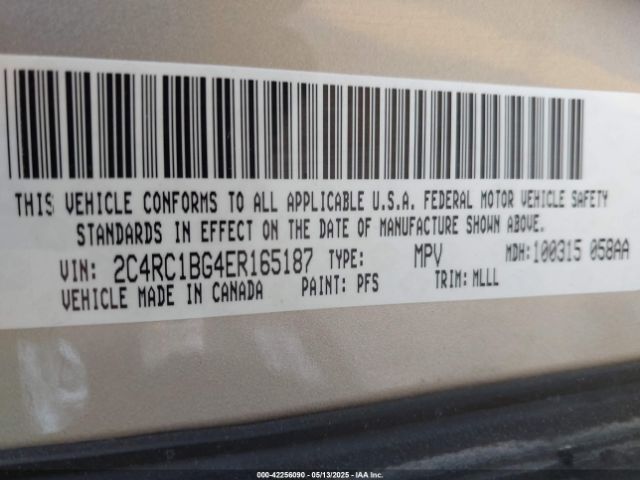 THIS VEHICLE CONFORMS TO ALL APPLICABLE U.S.A. FEDERAL MOTOR VEHICLE SAFETY
STANDARDS IN EFFECT ON THE DATE OF MANUFACTURE SHOWN ABOVE.
VIN: 2C4RC1BG4ER165187 TYPE: MPV MDH: 100315 058AA
VEHICLE MADE IN CANADA PAINT: PFS TRIM: MLLL
000-42256090 - 05/13/2025 - IAA Inc.